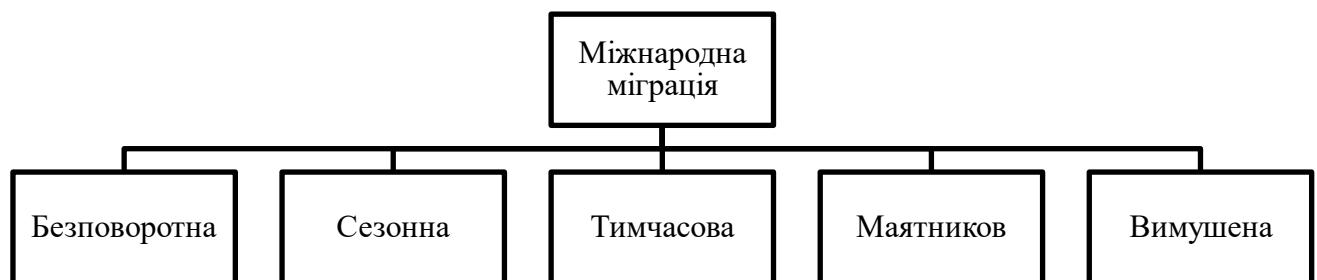 Міжнародна
міграція
Безповоротна
Сезонна
Тимчасова
Маятников
Вимушена